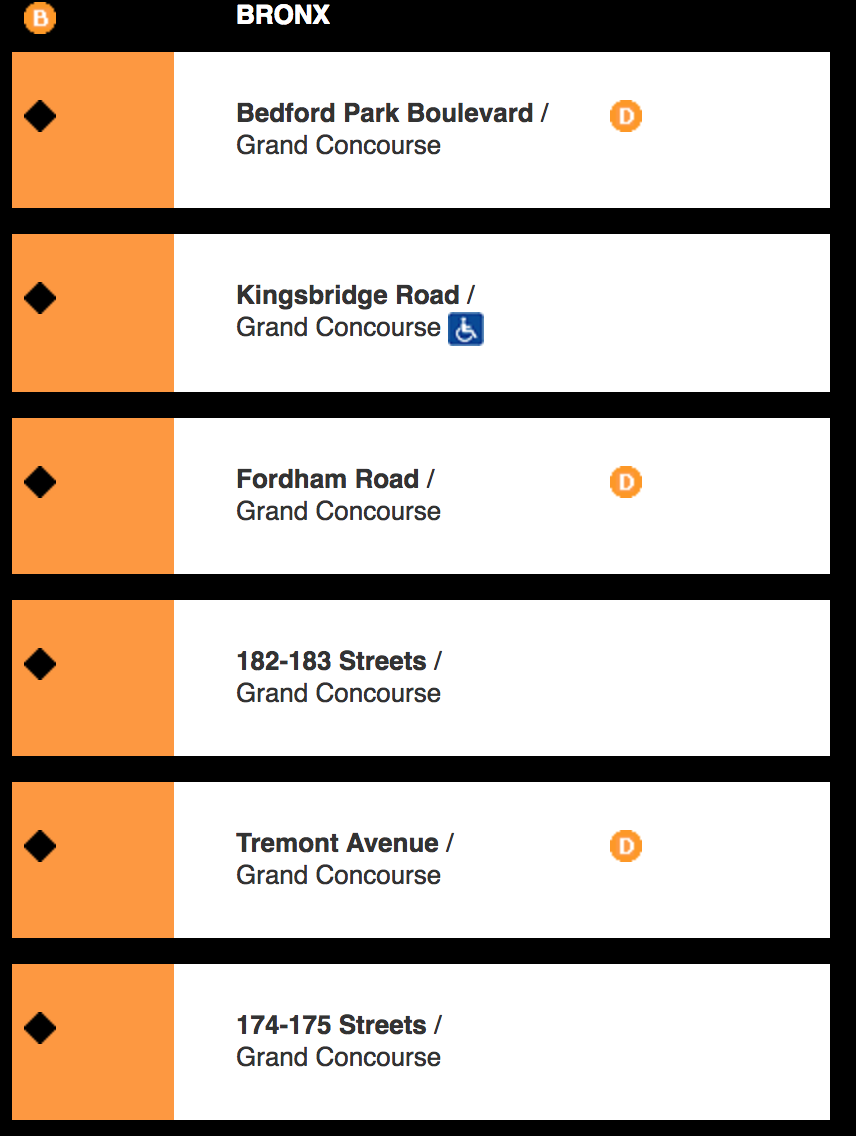 B BRONX
Bedford Park Boulevard / D
Grand Concourse
Kingsbridge Road /
Grand Concourse
Fordham Road / D
Grand Concourse
182-183 Streets /
Grand Concourse
Tremont Avenue / D
Grand Concourse
174-175 Streets /
Grand Concourse